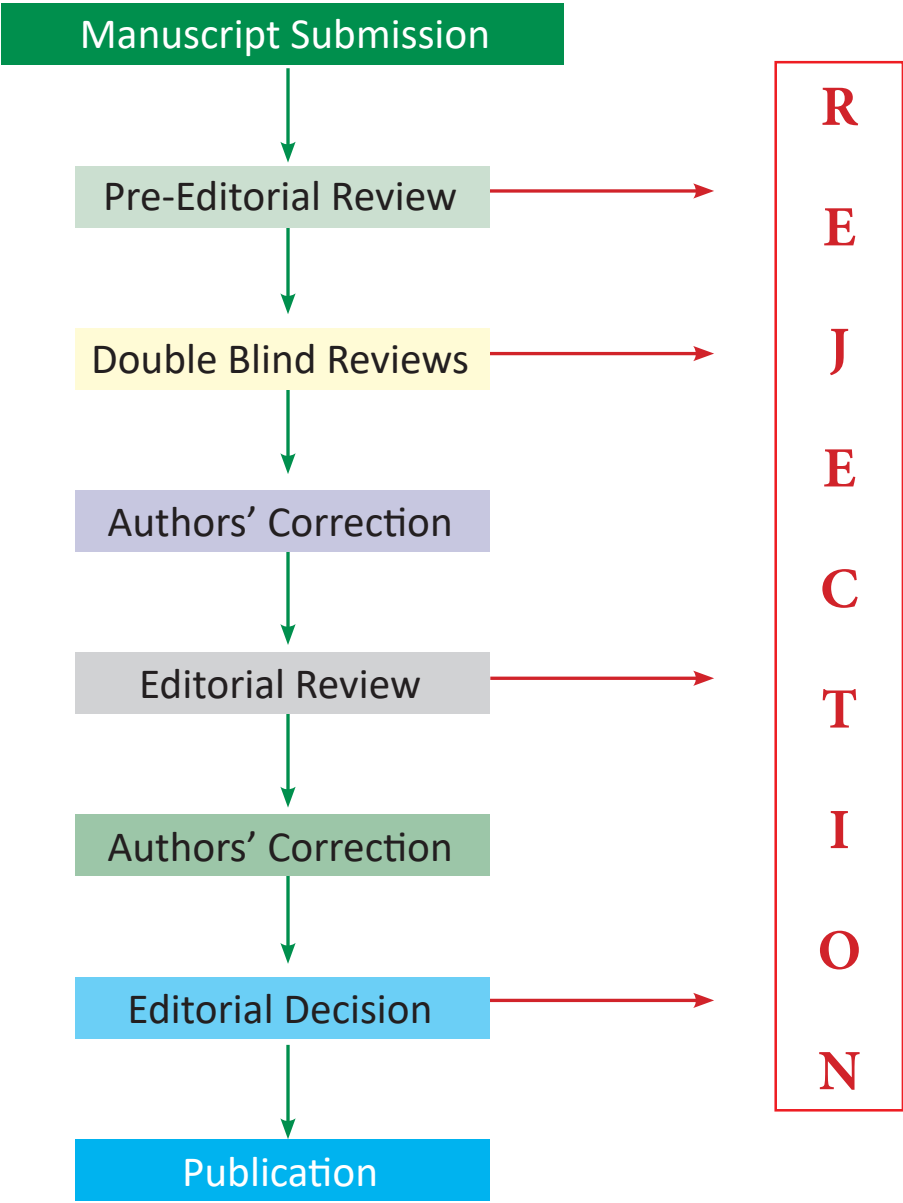 Manuscript Submission
Pre-Editorial Review
Double Blind Reviews
Authors’ Correction
Editorial Review
Authors’ Correction
Editorial Decision
Publication
R
E
J
E
C
T
I
O
N